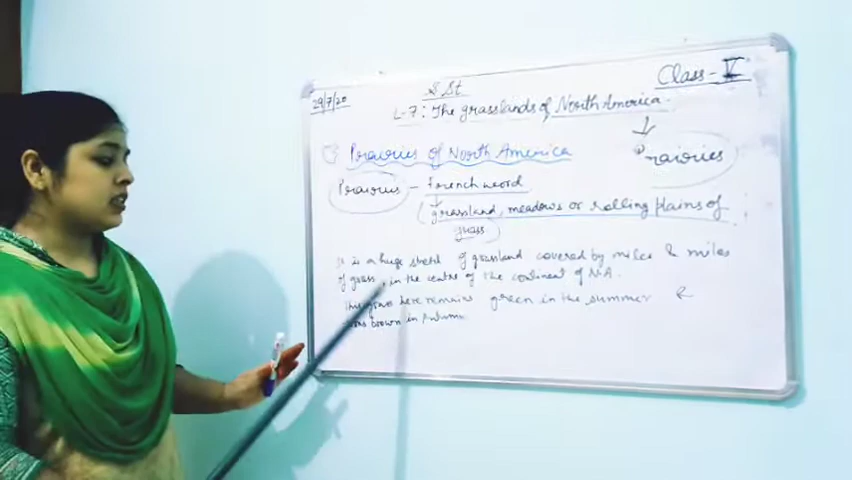 29/7/20
S St
Class - V
L-7: The grasslands of North America.
Prairies
Prairies of North America
Prairies - French word
(grassland, meadows or rolling plains of
grass)
It is a huge stretch of grassland covered by miles & miles
of grass, in the centre of the continent of N.A.
The grass here remains green in the summer &
brown in Autumn